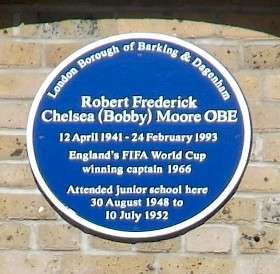 London Borough of Barking & Dagenham
Robert Frederick
Chelsea (Bobby) Moore OBE
12 April 1941 - 24 February 1993
England's FIFA World Cup
winning captain 1966
Attended junior school here
30 August 1948 to
10 July 1952